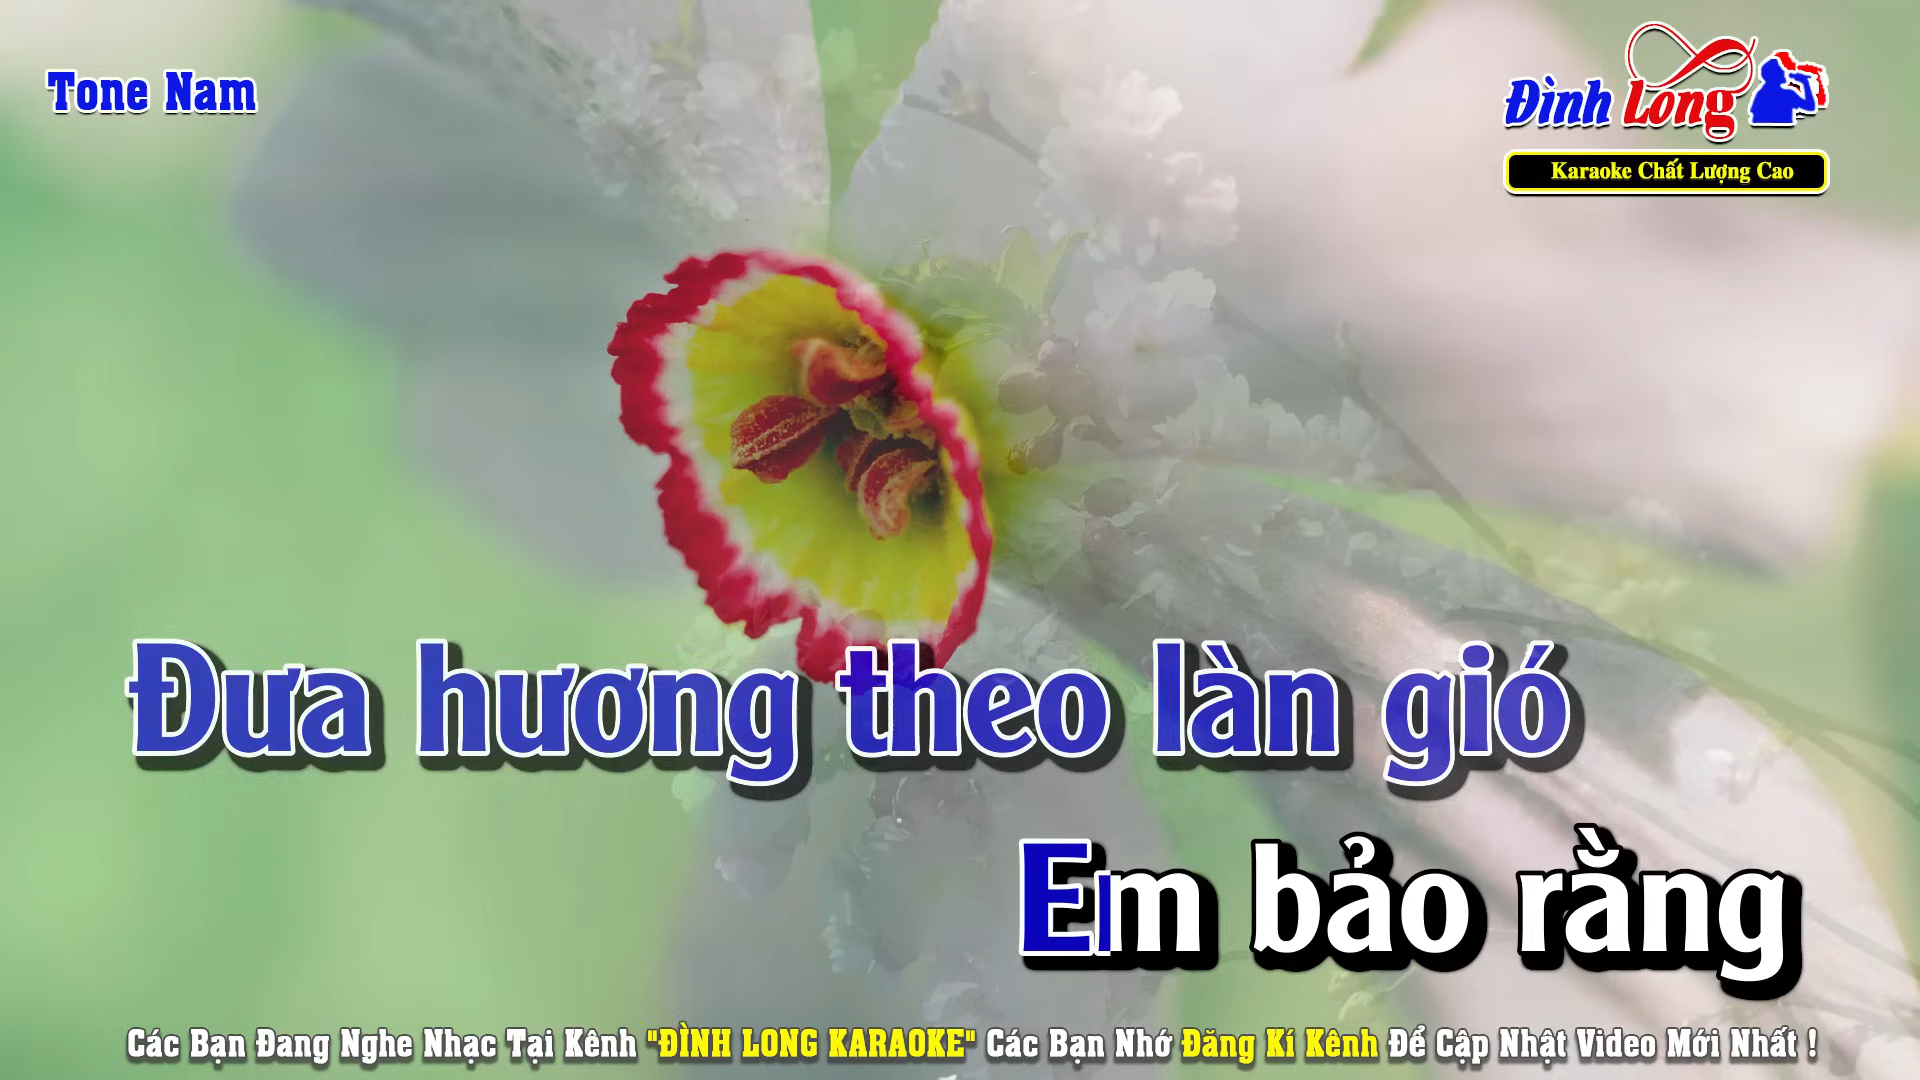 Tone Nam
Đình Long
Karaoke Chất Lượng Cao
Đưa hương theo làn gió
Em bảo rằng
Các Bạn Đang Nghe Nhạc Tại Kênh "ĐÌNH LONG KARAOKE" Các Bạn Nhớ Đăng Kí Kênh Để Cập Nhật Video Mới Nhất !